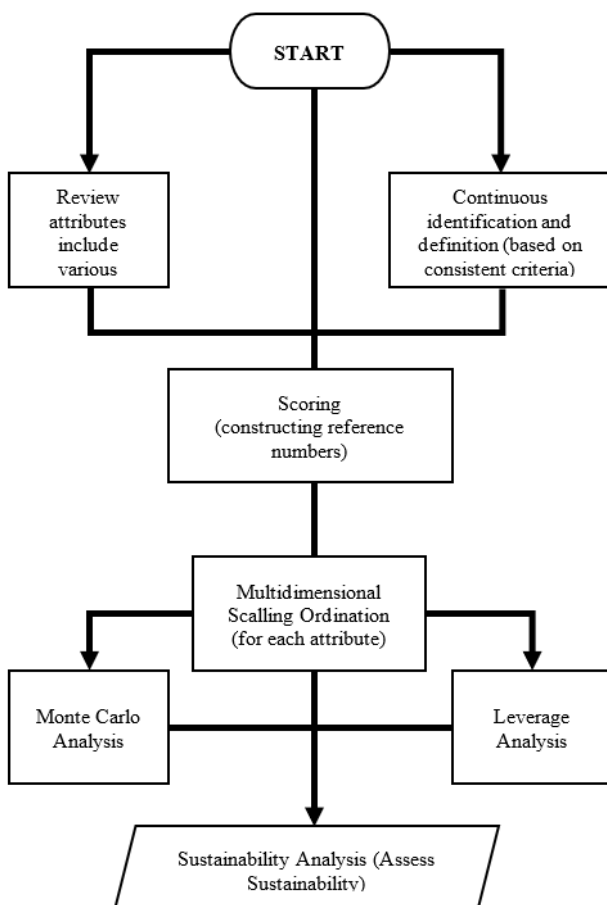 START
Review
attributes
include
various
Continuous
identification and
definition (based on
consistent criteria)
Scoring
(constructing reference
numbers)
Multidimensional
Scalling Ordination
(for each attribute)
Monte Carlo
Analysis
Leverage
Analysis
Sustainability Analysis (Assess
Sustainability)